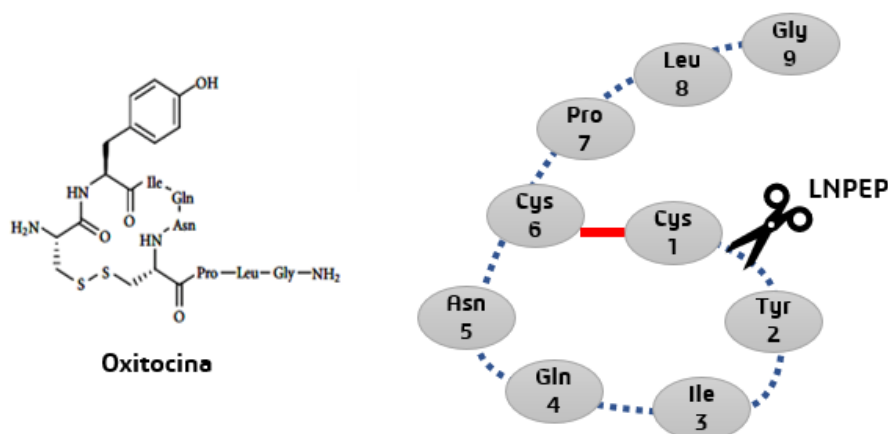 OH
HN
Ile
Gln
Asn
H₂N
O
O
HN
S
S
Pro
Leu
Gly
NH₂
O
Oxitocina
Gly
9
Leu
8
Pro
7
Cys
6
Cys
1
LNPEP
Asn
5
Tyr
2
Gln
4
Ile
3